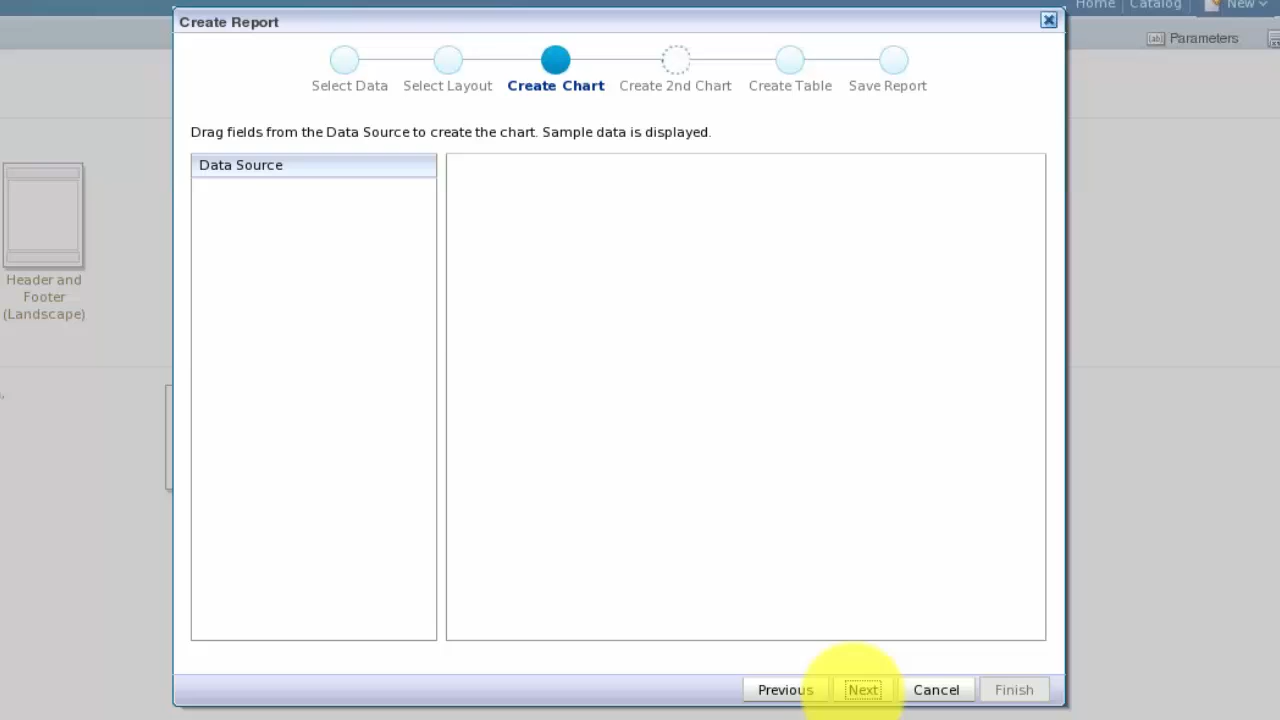 Home Catalog New
Create Report
Parameters
Select Data Select Layout Create Chart Create 2nd Chart Create Table Save Report
Drag fields from the Data Source to create the chart. Sample data is displayed.
Data Source
Header and
Footer
(Landscape)
Previous Next Cancel Finish